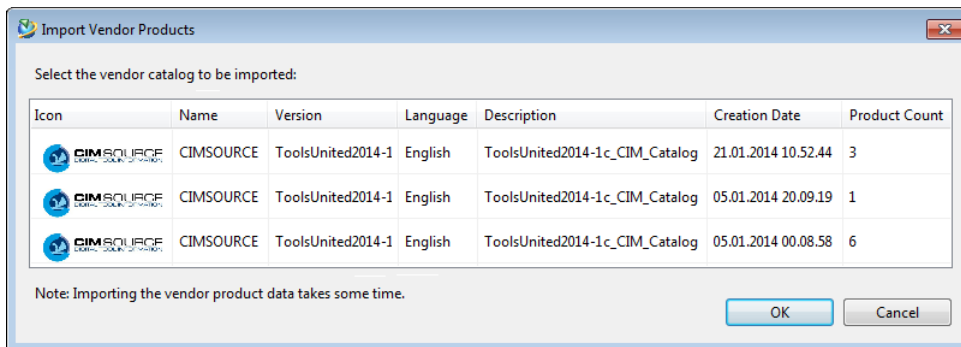 Import Vendor Products
Select the vendor catalog to be imported:
Icon Name Version Language Description Creation Date Product Count
CIMSOURCE CIMSOURCE ToolsUnited2014-1 English ToolsUnited2014-1c_CIM_Catalog 21.01.2014 10.52.44 3
CIMSOURCE CIMSOURCE ToolsUnited2014-1 English ToolsUnited2014-1c_CIM_Catalog 05.01.2014 20.09.19 1
CIMSOURCE CIMSOURCE ToolsUnited2014-1 English ToolsUnited2014-1c_CIM_Catalog 05.01.2014 00.08.58 6
Note: Importing the vendor product data takes some time.
OK Cancel